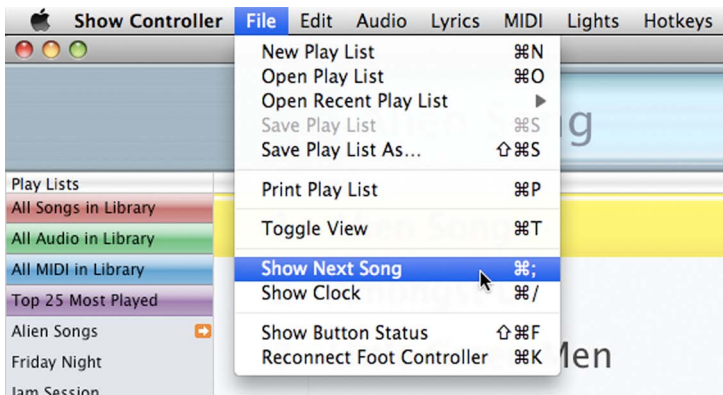 Show Controller File Edit Audio Lyrics MIDI Lights Hotkeys
New Play List ⌘N
Open Play List ⌘O
Open Recent Play List ▶
Save Play List ⌘S
Save Play List As... ⇧⌘S
Print Play List ⌘P
Toggle View ⌘T
Show Next Song ⌘;
Show Clock ⌘/
Show Button Status ⇧⌘F
Reconnect Foot Controller ⌘K
Play Lists
All Songs in Library
All Audio in Library
All MIDI in Library
Top 25 Most Played
Alien Songs
Friday Night
Jam Session